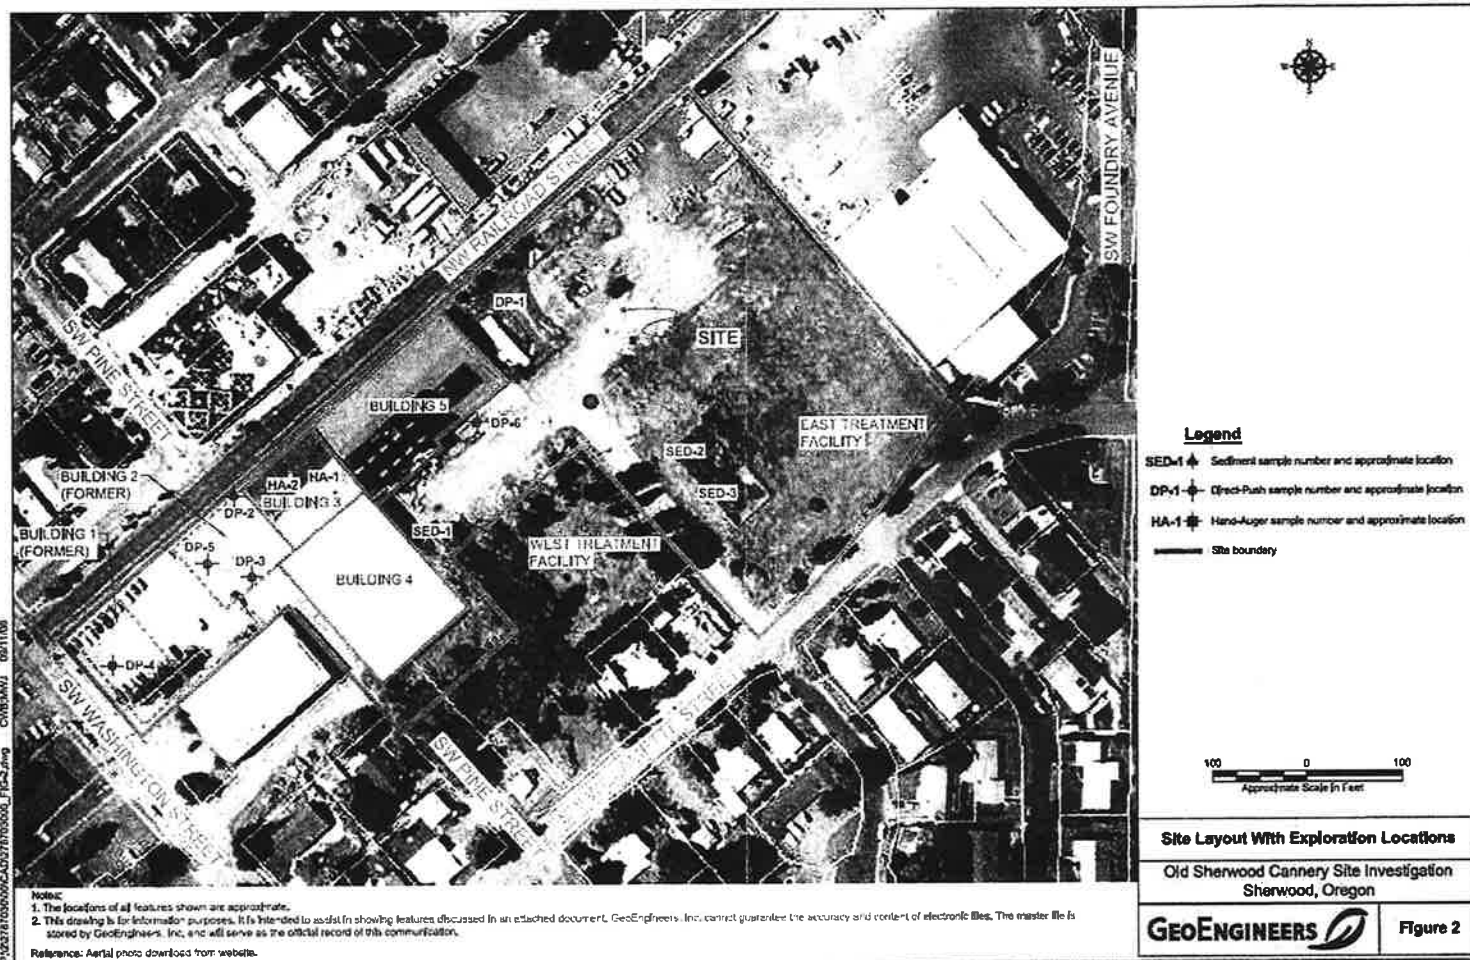 N
W E
S
SW FOUNDRY AVENUE
NW RAILROAD STREET
DP-1
SW PINE STREET
SITE
BUILDING 5
DP-6
EAST TREATMENT
FACILITY
SED-2
BUILDING 2
(FORMER)
HA-1
HA-2
SED-3
BUILDING 3
DP-2
BUILDING 1
(FORMER)
SED-1
DP-5
WEST TREATMENT
FACILITY
DP-3
BUILDING 4
DP-4
SW WASHINGTON STREET
SW PINE STREET
STREET
Legend
SED-1 Sediment sample number and approximate location
DP-1 Direct-Push sample number and approximate location
HA-1 Hand-Auger sample number and approximate location
Site boundary
100 0 100
Approximate Scale in Feet
Site Layout With Exploration Locations
Old Sherwood Cannery Site Investigation
Sherwood, Oregon
GEOENGINEERS
Figure 2
Notes:
1. The locations of all features shown are approximate.
2. This drawing is for information purposes. It is intended to assist in showing features discussed in an attached document. GeoEngineers, Inc. cannot guarantee the accuracy and content of electronic files. The master file is
stored by GeoEngineers, Inc. and will serve as the official record of this communication.
Reference: Aerial photo download from website.